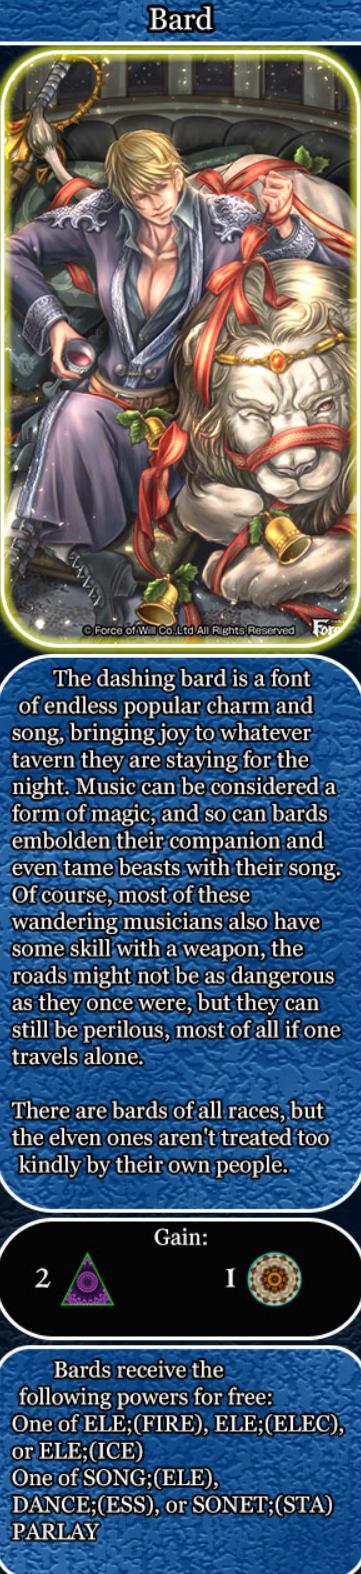 Bard
© Force of Will Co.Ltd All Rights Reserved
The dashing bard is a font
of endless popular charm and
song, bringing joy to whatever
tavern they are staying for the
night. Music can be considered a
form of magic, and so can bards
embolden their companion and
even tame beasts with their song.
Of course, most of these
wandering musicians also have
some skill with a weapon, the
roads might not be as dangerous
as they once were, but they can
still be perilous, most of all if one
travels alone.
There are bards of all races, but
the elven ones aren't treated too
kindly by their own people.
Gain:
2 1
Bards receive the
following powers for free:
One of ELE;(FIRE), ELE;(ELEC),
or ELE;(ICE)
One of SONG;(ELE),
DANCE;(ESS), or SONET;(STA)
PARLAY